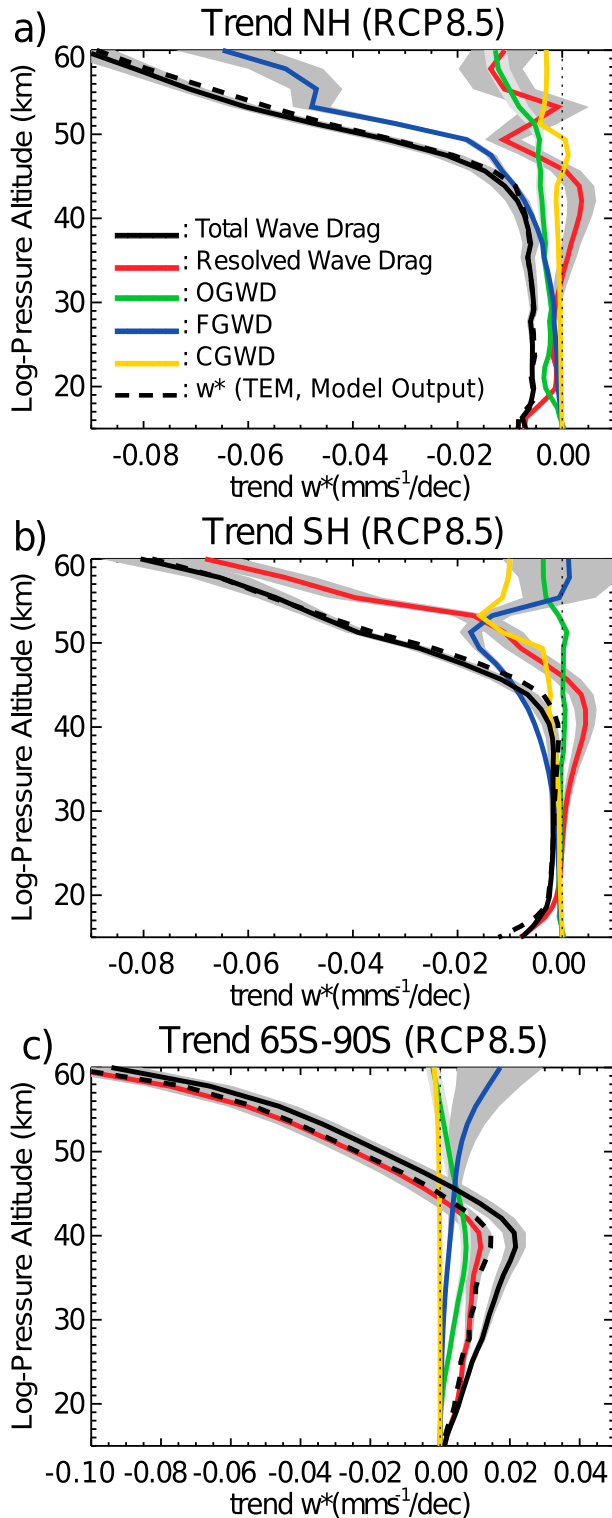 a) Trend NH (RCP8.5)
Log-Pressure Altitude (km)
60
50
40
30
20
: Total Wave Drag
: Resolved Wave Drag
: OGWD
: FGWD
: CGWD
: w* (TEM, Model Output)
-0.08 -0.06 -0.04 -0.02 0.00
trend w*(mms⁻¹/dec)
b) Trend SH (RCP8.5)
Log-Pressure Altitude (km)
60
50
40
30
20
-0.08 -0.06 -0.04 -0.02 0.00
trend w*(mms⁻¹/dec)
c) Trend 65S-90S (RCP8.5)
Log-Pressure Altitude (km)
60
50
40
30
20
-0.10 -0.08 -0.06 -0.04 -0.02 0.00 0.02 0.04
trend w*(mms⁻¹/dec)